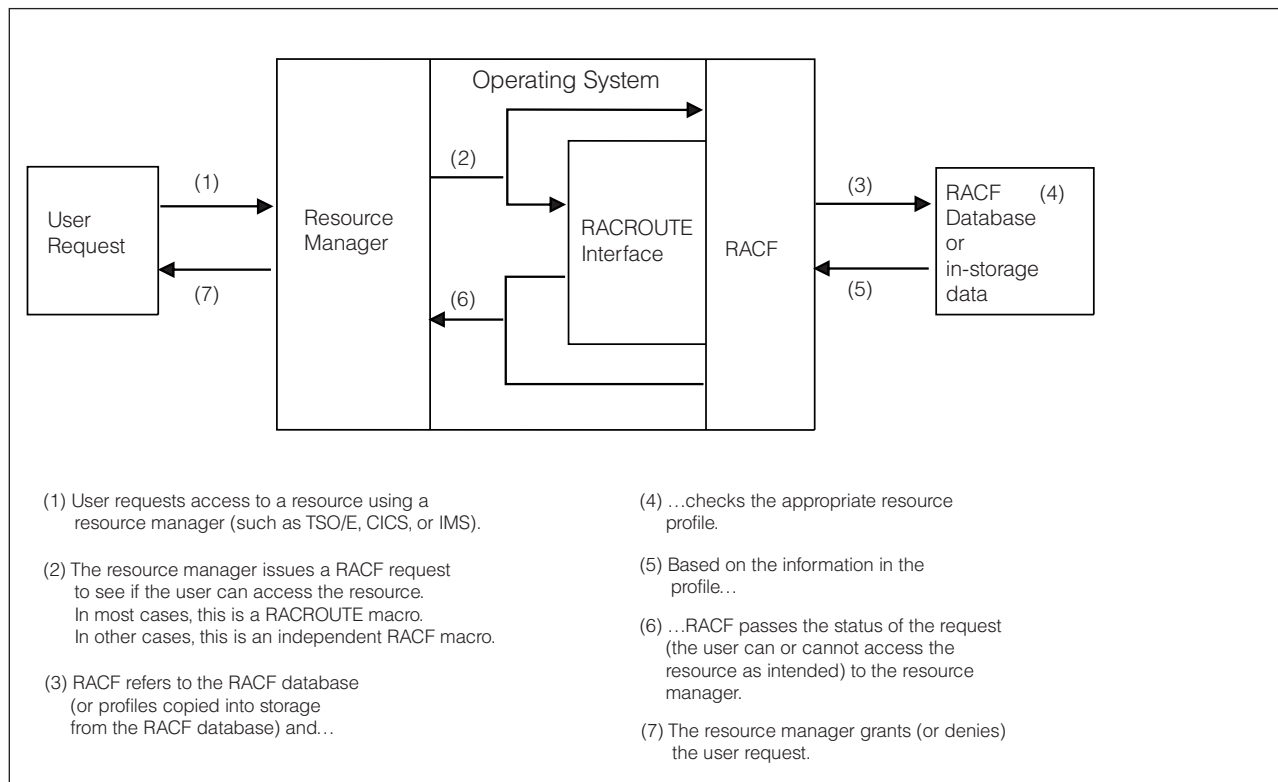 Operating System
(1)
(2)
(3)
User
Request
Resource
Manager
RACROUTE
Interface
RACF
RACF (4)
Database
or
in-storage
data
(7)
(6)
(5)
(1) User requests access to a resource using a
resource manager (such as TSO/E, CICS, or IMS).
(2) The resource manager issues a RACF request
to see if the user can access the resource.
In most cases, this is a RACROUTE macro.
In other cases, this is an independent RACF macro.
(3) RACF refers to the RACF database
(or profiles copied into storage
from the RACF database) and…
(4) …checks the appropriate resource
profile.
(5) Based on the information in the
profile…
(6) …RACF passes the status of the request
(the user can or cannot access the
resource as intended) to the resource
manager.
(7) The resource manager grants (or denies)
the user request.